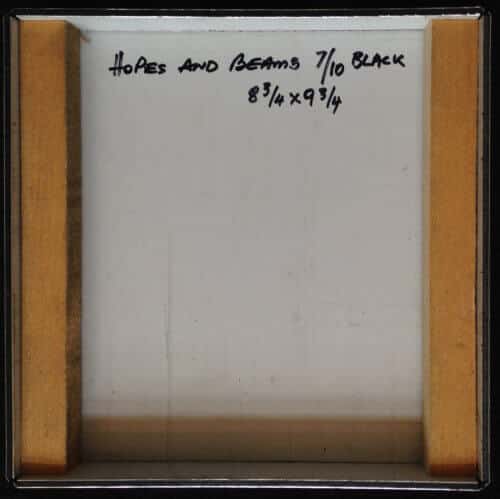 HOPES AND BEAMS 7/10 BLACK
8 3/4 x 9 3/4